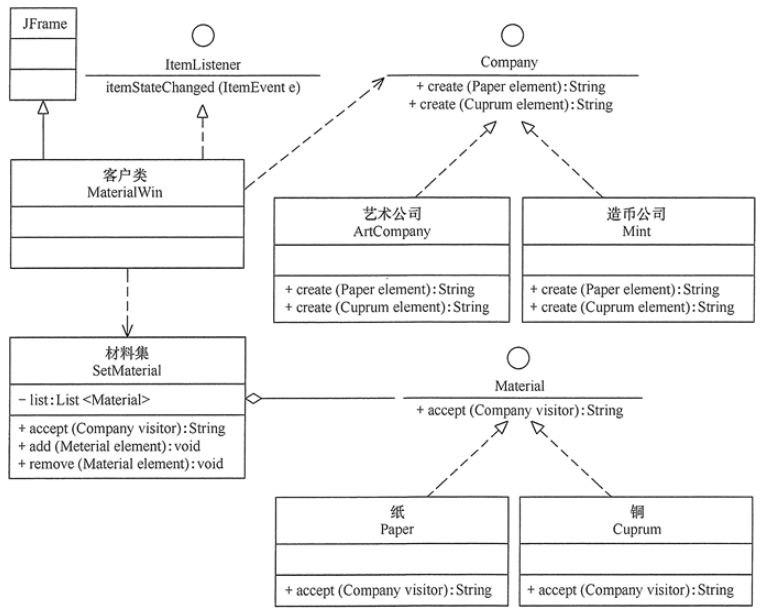 JFrame
ItemListener
itemStateChanged (ItemEvent e)
Company
+ create (Paper element):String
+ create (Cuprum element):String
客户类
MaterialWin
艺术公司
ArtCompany
+ create (Paper element):String
+ create (Cuprum element):String
造币公司
Mint
+ create (Paper element):String
+ create (Cuprum element):String
材料集
SetMaterial
− list:List <Material>
+ accept (Company visitor):String
+ add (Meterial element):void
+ remove (Material element):void
Material
+ accept (Company visitor):String
纸
Paper
+ accept (Company visitor):String
铜
Cuprum
+ accept (Company visitor):String